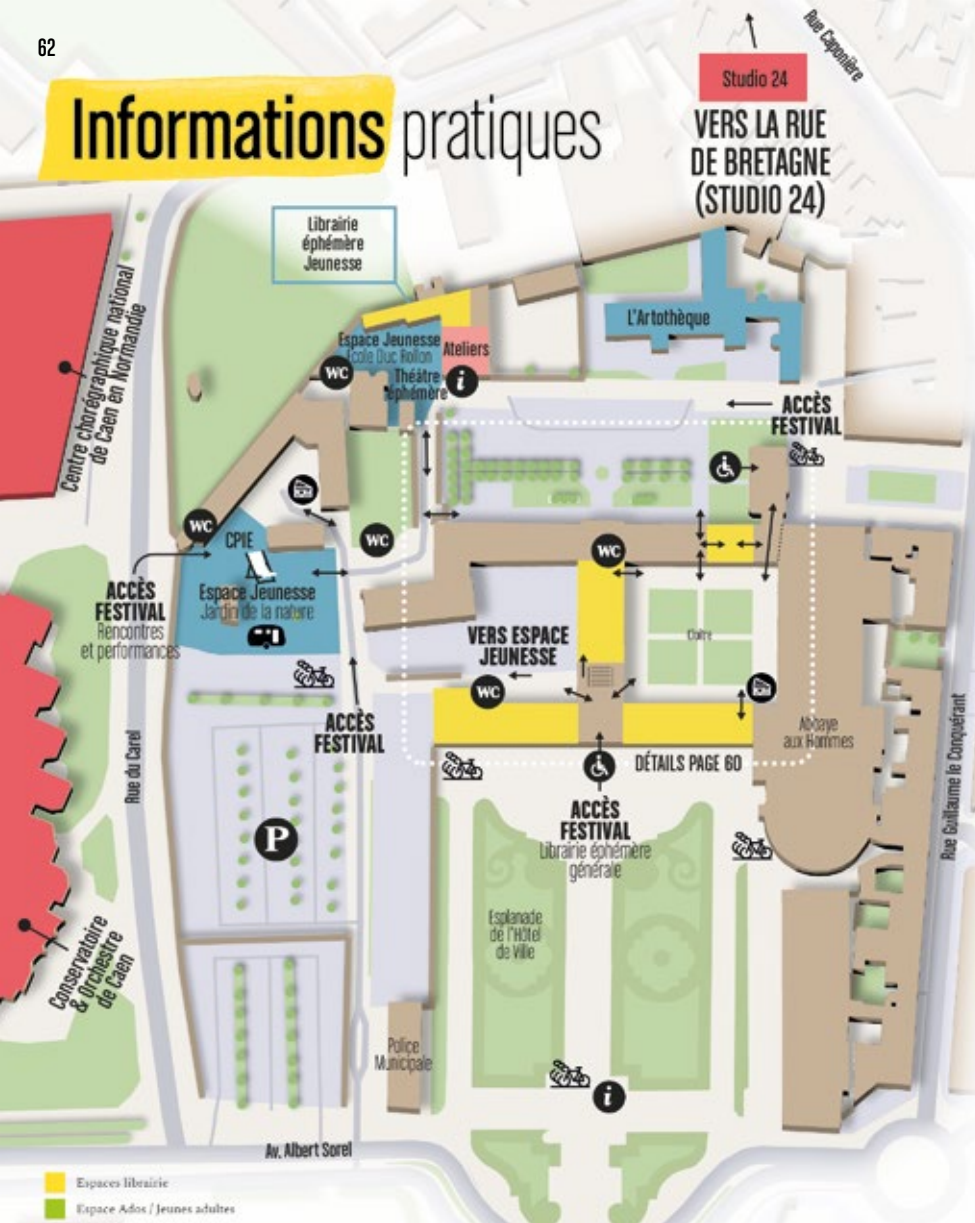 62
Informations pratiques
Rue Caponière
Studio 24
VERS LA RUE
DE BRETAGNE
(STUDIO 24)
Librairie
éphémère
Jeunesse
Centre chorégraphique national
de Caen en Normandie
L'Artothèque
Espace Jeunesse
École Duc Rollon
Ateliers
WC
Théâtre
éphémère
i
ACCÈS
FESTIVAL
WC
CPIE
WC
WC
ACCÈS
FESTIVAL
Rencontres
et performances
Espace Jeunesse
Jardin de la nature
VERS ESPACE
JEUNESSE
Cloître
WC
ACCÈS
FESTIVAL
Abbaye
aux Hommes
Rue du Carel
DÉTAILS PAGE 60
Rue Guillaume le Conquérant
ACCÈS
FESTIVAL
Librairie éphémère
générale
P
Esplanade
de l'Hôtel
de Ville
Conservatoire
& Orchestre
de Caen
Police
Municipale
i
Av. Albert Sorel
Espaces librairie
Espace Ados / Jeunes adultes